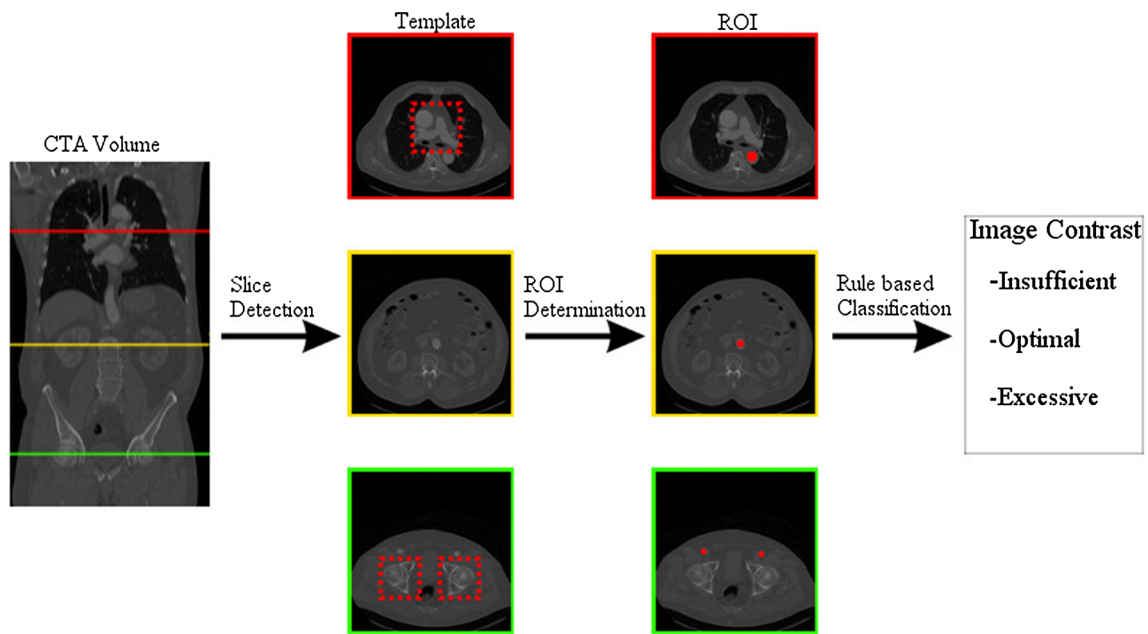 Template
ROI
CTA Volume
Slice
Detection
ROI
Determination
Rule based
Classification
Image Contrast
-Insufficient
-Optimal
-Excessive